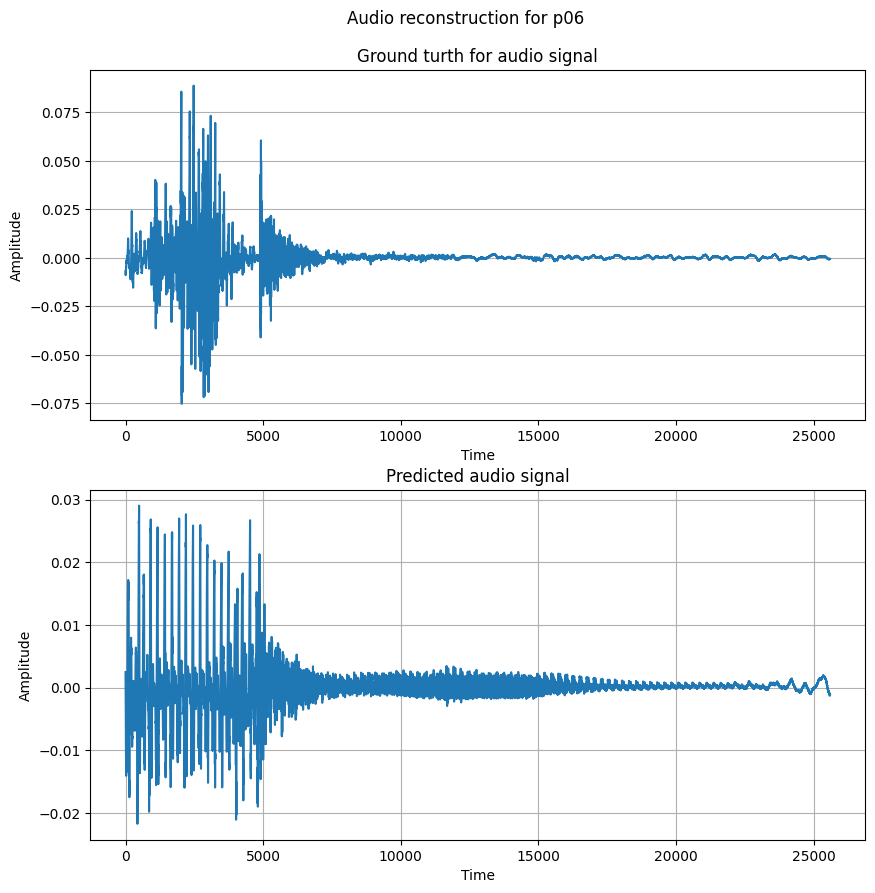 Audio reconstruction for p06
Ground turth for audio signal
0.075
0.050
0.025
0.000
−0.025
−0.050
−0.075
Amplitude
0 5000 10000 15000 20000 25000
Time
Predicted audio signal
0.03
0.02
0.01
0.00
−0.01
−0.02
Amplitude
0 5000 10000 15000 20000 25000
Time